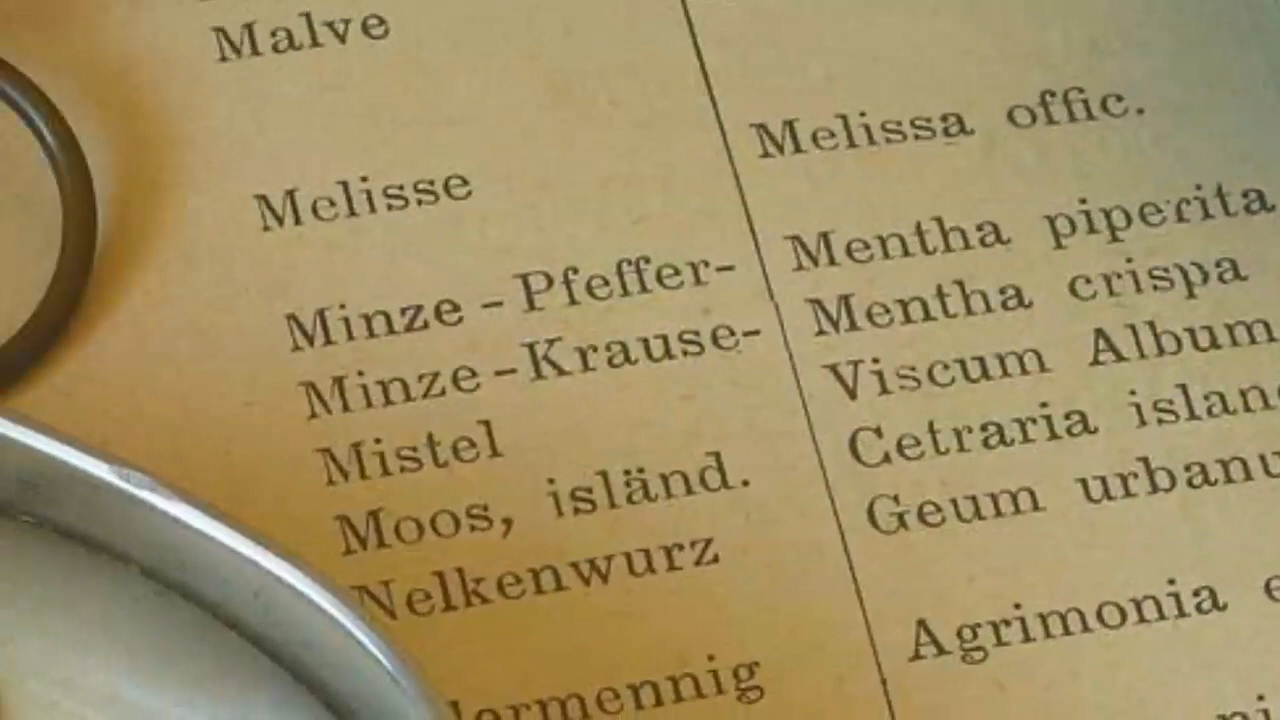 Malve
Melisse Melissa offic.
Minze - Pfeffer- Mentha piperita
Minze - Krause- Mentha crispa
Mistel Viscum Album
Moos, isländ. Cetraria
Nelkenwurz Geum
Agrimonia